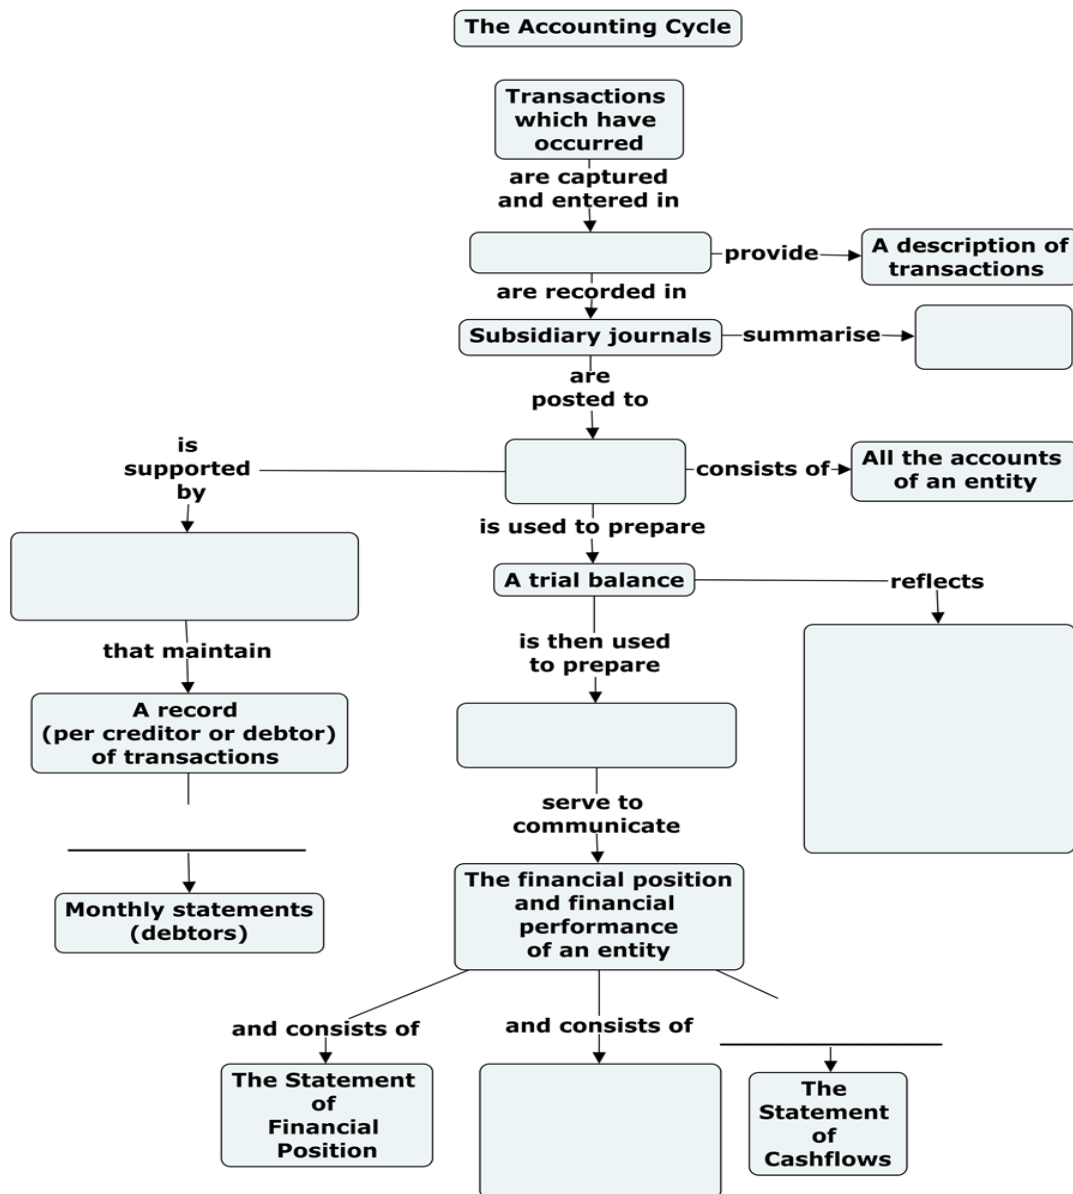 The Accounting Cycle
Transactions
which have
occurred
are captured
and entered in
provide
A description of
transactions
are recorded in
Subsidiary journals
summarise
are
posted to
is
supported
by
consists of
All the accounts
of an entity
is used to prepare
A trial balance
reflects
that maintain
is then used
to prepare
A record
(per creditor or debtor)
of transactions
serve to
communicate
Monthly statements
(debtors)
The financial position
and financial
performance
of an entity
and consists of
and consists of
The Statement
of
Financial
Position
The
Statement
of
Cashflows